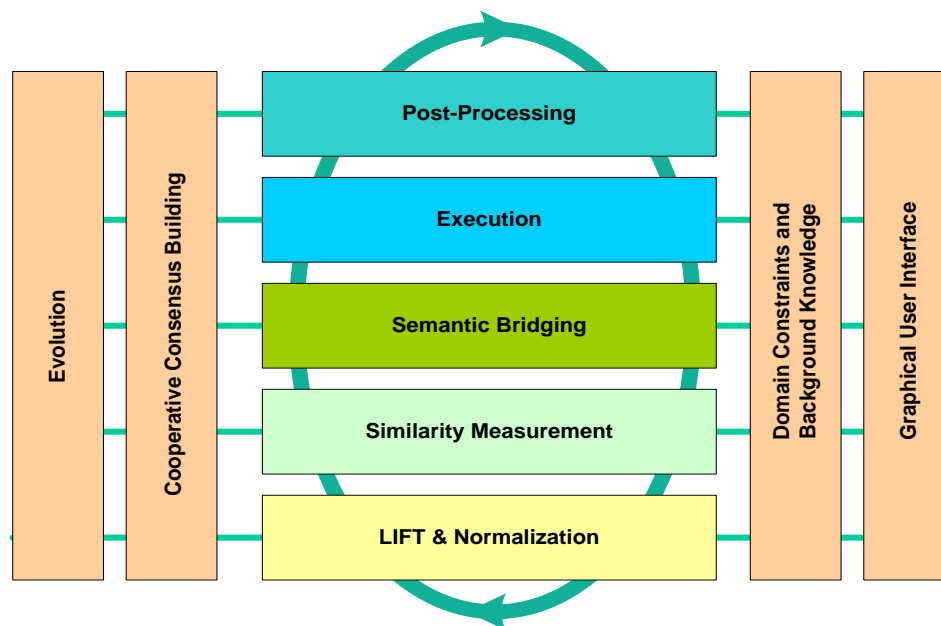 Evolution
Cooperative Consensus Building
Post-Processing
Execution
Semantic Bridging
Similarity Measurement
LIFT & Normalization
Domain Constraints and
Background Knowledge
Graphical User Interface